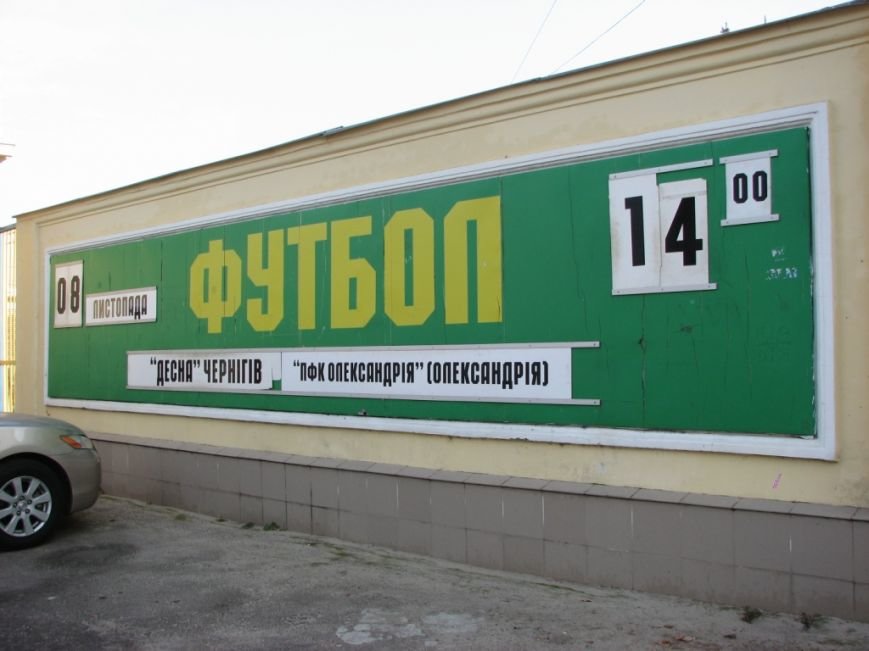 08 ЛИСТОПАДА
ФУТБОЛ
14 00
"ДЕСНА" ЧЕРНІГІВ "ПФК ОЛЕКСАНДРІЯ" (ОЛЕКСАНДРІЯ)